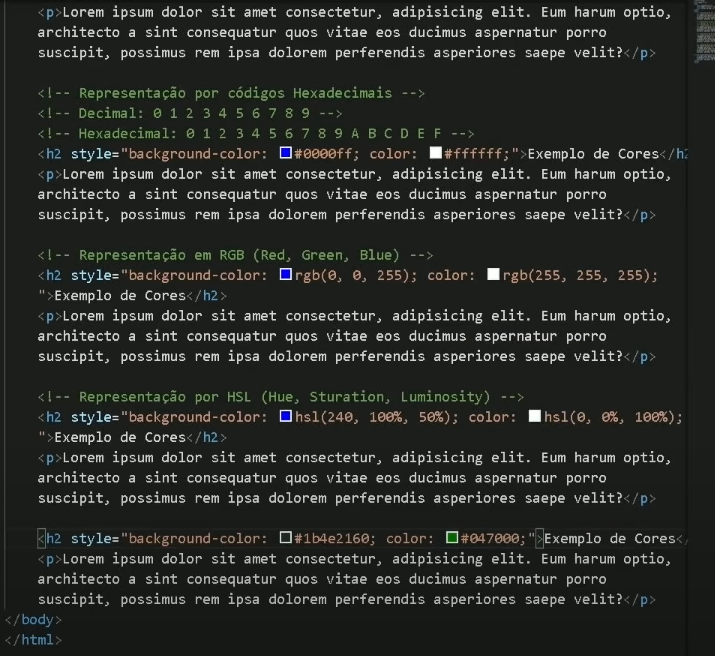 <p>Lorem ipsum dolor sit amet consectetur, adipisicing elit. Eum harum optio,
architecto a sint consequatur quos vitae eos ducimus aspernatur porro
suscipit, possimus rem ipsa dolorem perferendis asperiores saepe velit?</p>
<!-- Representação por códigos Hexadecimais -->
<!-- Decimal: 0 1 2 3 4 5 6 7 8 9 -->
<!-- Hexadecimal: 0 1 2 3 4 5 6 7 8 9 A B C D E F -->
<h2 style="background-color: #0000ff; color: #ffffff;">Exemplo de Cores</h2
<p>Lorem ipsum dolor sit amet consectetur, adipisicing elit. Eum harum optio,
architecto a sint consequatur quos vitae eos ducimus aspernatur porro
suscipit, possimus rem ipsa dolorem perferendis asperiores saepe velit?</p>
<!-- Representação em RGB (Red, Green, Blue) -->
<h2 style="background-color: rgb(0, 0, 255); color: rgb(255, 255, 255);
">Exemplo de Cores</h2>
<p>Lorem ipsum dolor sit amet consectetur, adipisicing elit. Eum harum optio,
architecto a sint consequatur quos vitae eos ducimus aspernatur porro
suscipit, possimus rem ipsa dolorem perferendis asperiores saepe velit?</p>
<!-- Representação por HSL (Hue, Sturation, Luminosity) -->
<h2 style="background-color: hsl(240, 100%, 50%); color: hsl(0, 0%, 100%);
">Exemplo de Cores</h2>
<p>Lorem ipsum dolor sit amet consectetur, adipisicing elit. Eum harum optio,
architecto a sint consequatur quos vitae eos ducimus aspernatur porro
suscipit, possimus rem ipsa dolorem perferendis asperiores saepe velit?</p>
<h2 style="background-color: #1b4e2160; color: #047000;">Exemplo de Cores</
<p>Lorem ipsum dolor sit amet consectetur, adipisicing elit. Eum harum optio,
architecto a sint consequatur quos vitae eos ducimus aspernatur porro
suscipit, possimus rem ipsa dolorem perferendis asperiores saepe velit?</p>
</body>
</html>